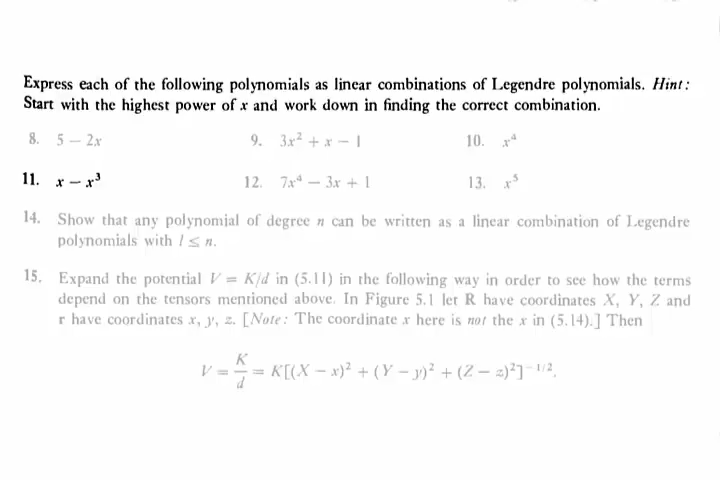 Express each of the following polynomials as linear combinations of Legendre polynomials. Hint:
Start with the highest power of x and work down in finding the correct combination.
8. 5 − 2x 9. 3x² + x − 1 10. x⁴
11. x − x³ 12. 7x⁴ − 3x + 1 13. x⁵
14. Show that any polynomial of degree n can be written as a linear combination of Legendre
polynomials with l ≤ n.
15. Expand the potential V = K/d in (5.11) in the following way in order to see how the terms
depend on the tensors mentioned above. In Figure 5.1 let R have coordinates X, Y, Z and
r have coordinates x, y, z. [Note: The coordinate x here is not the x in (5.14).] Then
V = K/d = K[(X − x)² + (Y − y)² + (Z − z)²]^{−1/2}.